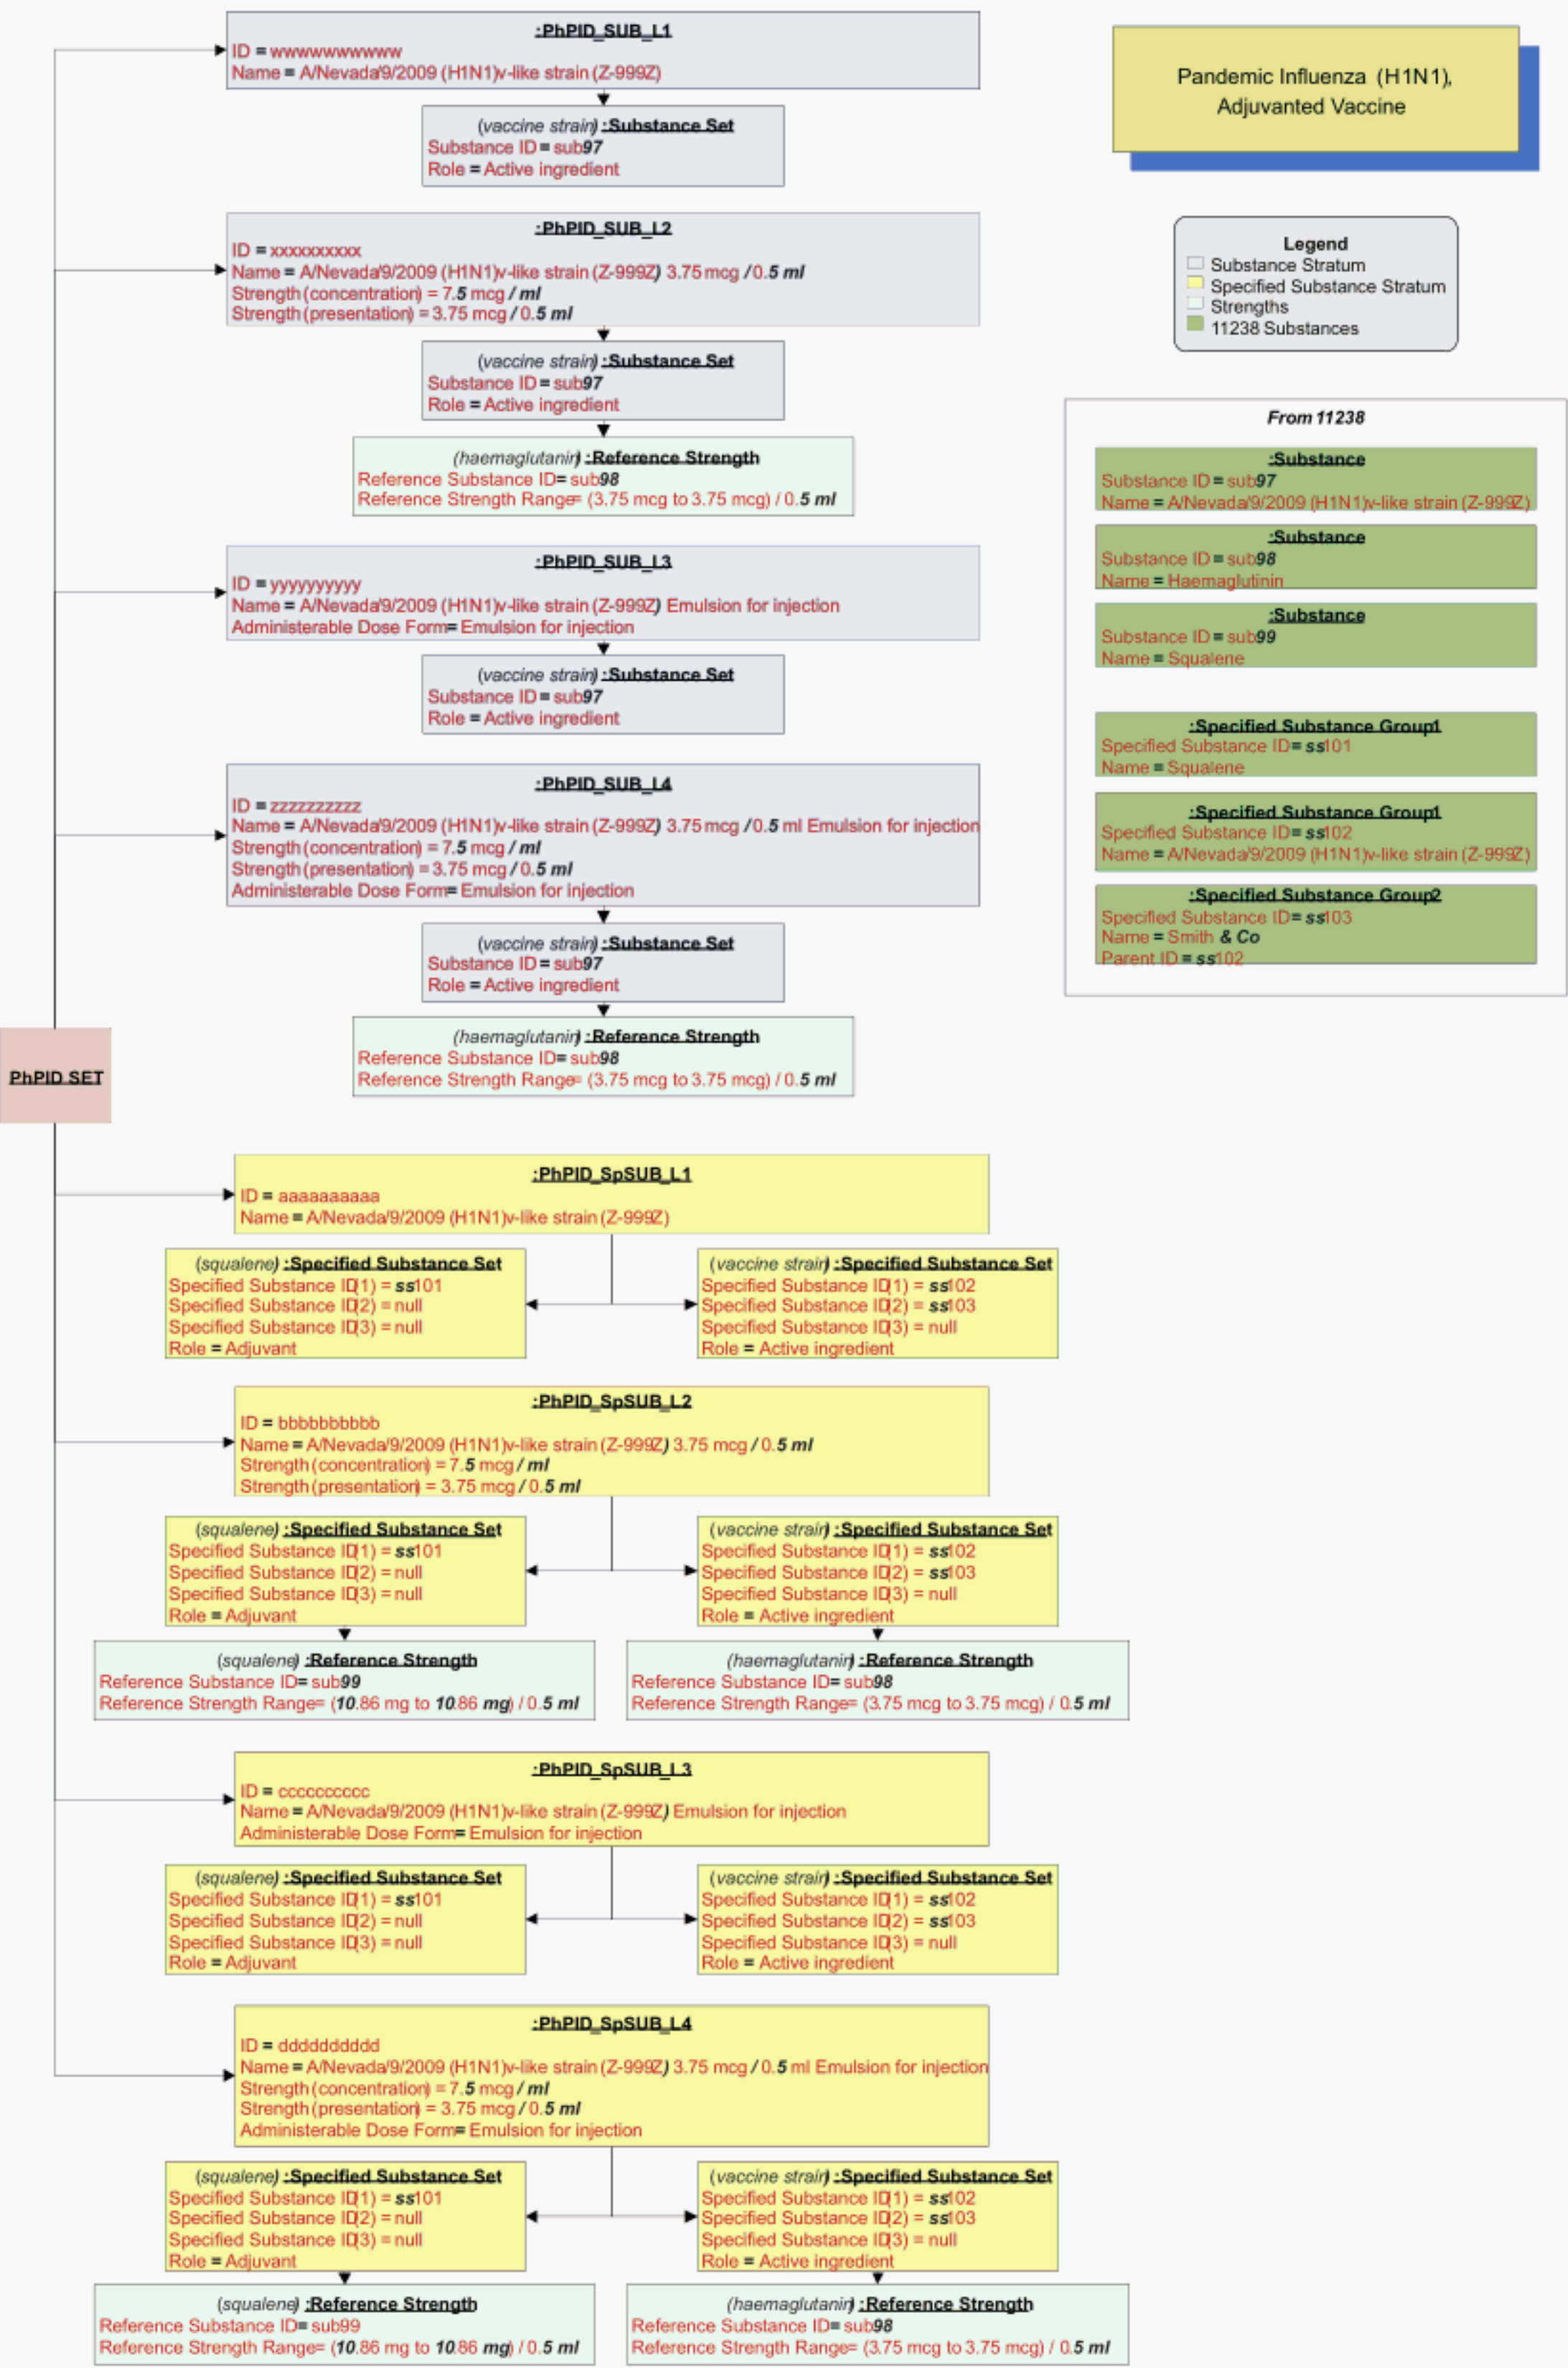 :PhPID_SUB_L1
ID = wwwwwwwwww
Name = A/Nevada/9/2009 (H1N1)v-like strain (Z-999Z)
(vaccine strain) :Substance Set
Substance ID = sub97
Role = Active ingredient
:PhPID_SUB_L2
ID = xxxxxxxxxx
Name = A/Nevada/9/2009 (H1N1)v-like strain (Z-999Z) 3.75 mcg / 0.5 ml
Strength (concentration) = 7.5 mcg / ml
Strength (presentation) = 3.75 mcg / 0.5 ml
(vaccine strain) :Substance Set
Substance ID = sub97
Role = Active ingredient
(haemaglutanin) :Reference Strength
Reference Substance ID= sub98
Reference Strength Range= (3.75 mcg to 3.75 mcg) / 0.5 ml
:PhPID_SUB_L3
ID = yyyyyyyyyy
Name = A/Nevada/9/2009 (H1N1)v-like strain (Z-999Z) Emulsion for injection
Administerable Dose Form= Emulsion for injection
(vaccine strain) :Substance Set
Substance ID = sub97
Role = Active ingredient
:PhPID_SUB_L4
ID = zzzzzzzzzz
Name = A/Nevada/9/2009 (H1N1)v-like strain (Z-999Z) 3.75 mcg / 0.5 ml Emulsion for injection
Strength (concentration) = 7.5 mcg / ml
Strength (presentation) = 3.75 mcg / 0.5 ml
Administerable Dose Form= Emulsion for injection
(vaccine strain) :Substance Set
Substance ID = sub97
Role = Active ingredient
(haemaglutanin) :Reference Strength
Reference Substance ID= sub98
Reference Strength Range= (3.75 mcg to 3.75 mcg) / 0.5 ml
Pandemic Influenza (H1N1),
Adjuvanted Vaccine
Legend
Substance Stratum
Specified Substance Stratum
Strengths
11238 Substances
From 11238
:Substance
Substance ID = sub97
Name = A/Nevada/9/2009 (H1N1)v-like strain (Z-999Z)
:Substance
Substance ID = sub98
Name = Haemaglutinin
:Substance
Substance ID = sub99
Name = Squalene
:Specified Substance Group1
Specified Substance ID= ss101
Name = Squalene
:Specified Substance Group1
Specified Substance ID= ss102
Name = A/Nevada/9/2009 (H1N1)v-like strain (Z-999Z)
:Specified Substance Group2
Specified Substance ID= ss103
Name = Smith & Co
Parent ID = ss102
PhPID SET
:PhPID_SpSUB_L1
ID = aaaaaaaaaa
Name = A/Nevada/9/2009 (H1N1)v-like strain (Z-999Z)
(squalene) :Specified Substance Set
Specified Substance ID(1) = ss101
Specified Substance ID(2) = null
Specified Substance ID(3) = null
Role = Adjuvant
(vaccine strain) :Specified Substance Set
Specified Substance ID(1) = ss102
Specified Substance ID(2) = ss103
Specified Substance ID(3) = null
Role = Active ingredient
:PhPID_SpSUB_L2
ID = bbbbbbbbbb
Name = A/Nevada/9/2009 (H1N1)v-like strain (Z-999Z) 3.75 mcg / 0.5 ml
Strength (concentration) = 7.5 mcg / ml
Strength (presentation) = 3.75 mcg / 0.5 ml
(squalene) :Specified Substance Set
Specified Substance ID(1) = ss101
Specified Substance ID(2) = null
Specified Substance ID(3) = null
Role = Adjuvant
(vaccine strain) :Specified Substance Set
Specified Substance ID(1) = ss102
Specified Substance ID(2) = ss103
Specified Substance ID(3) = null
Role = Active ingredient
(squalene) :Reference Strength
Reference Substance ID= sub99
Reference Strength Range= (10.86 mg to 10.86 mg) / 0.5 ml
(haemaglutanin) :Reference Strength
Reference Substance ID= sub98
Reference Strength Range= (3.75 mcg to 3.75 mcg) / 0.5 ml
:PhPID_SpSUB_L3
ID = cccccccccc
Name = A/Nevada/9/2009 (H1N1)v-like strain (Z-999Z) Emulsion for injection
Administerable Dose Form= Emulsion for injection
(squalene) :Specified Substance Set
Specified Substance ID(1) = ss101
Specified Substance ID(2) = null
Specified Substance ID(3) = null
Role = Adjuvant
(vaccine strain) :Specified Substance Set
Specified Substance ID(1) = ss102
Specified Substance ID(2) = ss103
Specified Substance ID(3) = null
Role = Active ingredient
:PhPID_SpSUB_L4
ID = dddddddddd
Name = A/Nevada/9/2009 (H1N1)v-like strain (Z-999Z) 3.75 mcg / 0.5 ml Emulsion for injection
Strength (concentration) = 7.5 mcg / ml
Strength (presentation) = 3.75 mcg / 0.5 ml
Administerable Dose Form= Emulsion for injection
(squalene) :Specified Substance Set
Specified Substance ID(1) = ss101
Specified Substance ID(2) = null
Specified Substance ID(3) = null
Role = Adjuvant
(vaccine strain) :Specified Substance Set
Specified Substance ID(1) = ss102
Specified Substance ID(2) = ss103
Specified Substance ID(3) = null
Role = Active ingredient
(squalene) :Reference Strength
Reference Substance ID= sub99
Reference Strength Range= (10.86 mg to 10.86 mg) / 0.5 ml
(haemaglutanin) :Reference Strength
Reference Substance ID= sub98
Reference Strength Range= (3.75 mcg to 3.75 mcg) / 0.5 ml